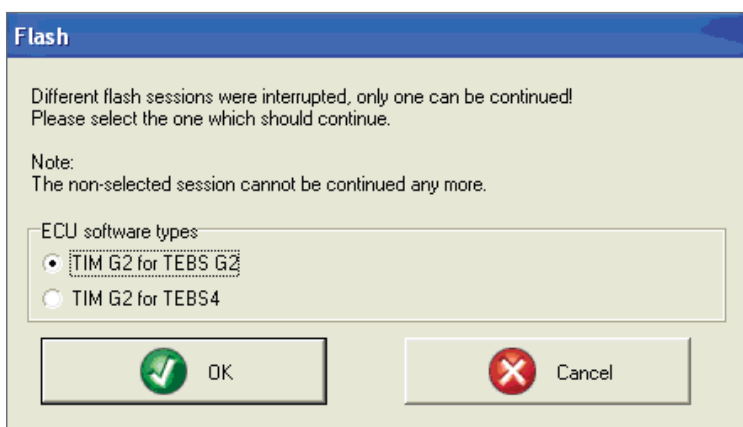 Flash
Different flash sessions were interrupted, only one can be continued!
Please select the one which should continue.
Note:
The non-selected session cannot be continued any more.
ECU software types
TIM G2 for TEBS G2
TIM G2 for TEBS4
OK
Cancel